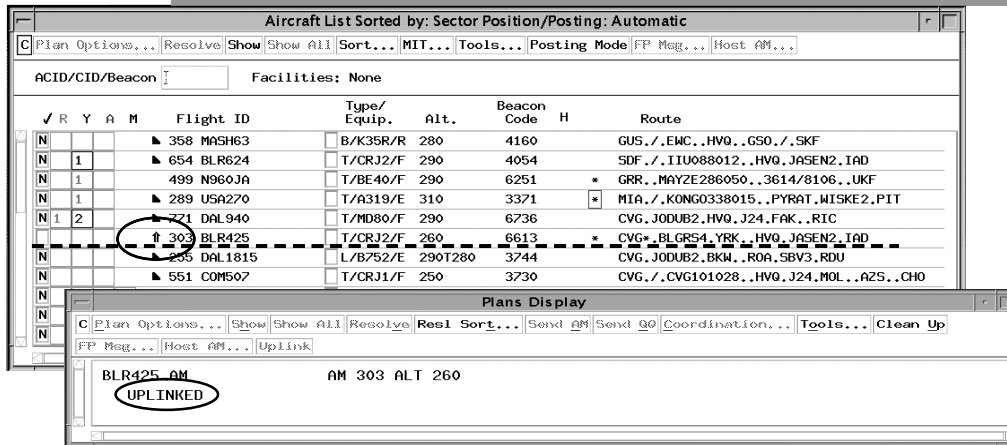 Aircraft List Sorted by: Sector Position/Posting: Automatic
C Plan Options... Resolve Show Show All Sort... MIT... Tools... Posting Mode FP Msg... Host AM...
ACID/CID/Beacon Facilities: None
Type/ Beacon
✓ R Y A M Flight ID Equip. Alt. Code H Route
N 358 MASH63 B/K35R/R 280 4160 GUS./.EWC..HVQ..GSO./.SKF
N 1 654 BLR624 T/CRJ2/F 290 4054 SDF./.IIU088012..HVQ.JASEN2.IAD
N 1 499 N960JA T/BE40/F 290 6251 * GRR..MAYZE286050..3614/8106..UKF
N 1 289 USA270 T/A319/E 310 3371 * MIA./.KONGO338015..PYRAT.WISKE2.PIT
N 1 2 771 DAL940 T/MD80/F 290 6736 CVG.JODUB2.HVQ.J24.FAK..RIC
⇑ 303 BLR425 T/CRJ2/F 260 6613 * CVG*.BLGRS4.YRK..HVQ.JASEN2.IAD
N 255 DAL1815 L/B752/E 290T280 3744 CVG.JODUB2.BKW..ROA.SBV3.RDU
N 551 COM507 T/CRJ1/F 250 3730 CVG./.CVG101028..HVQ.J24.MOL..AZS..CHO
N
N
N
Plans Display
C Plan Options... Show Show All Resolve Resl Sort... Send AM Send QQ Coordination... Tools... Clean Up
FP Msg... Host AM... Uplink
BLR425 AM AM 303 ALT 260
UPLINKED